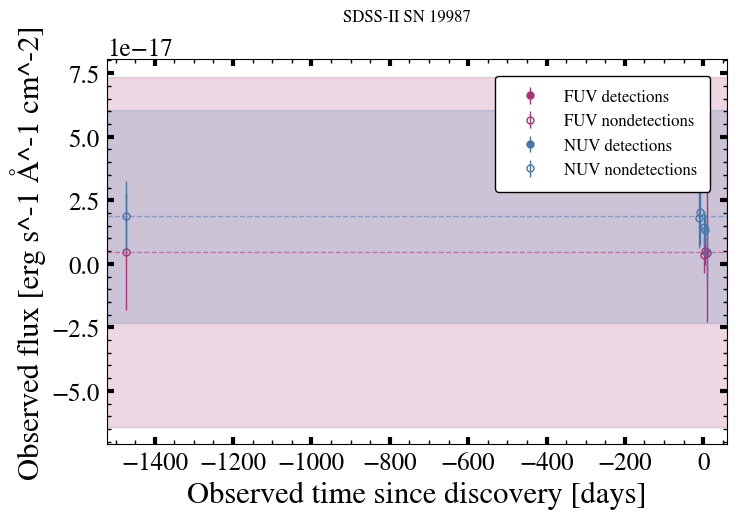 SDSS-II SN 19987
1e−17
7.5
5.0
2.5
0.0
−2.5
−5.0
Observed flux [erg s^-1 Å^-1 cm^-2]
FUV detections
FUV nondetections
NUV detections
NUV nondetections
−1400 −1200 −1000 −800 −600 −400 −200 0
Observed time since discovery [days]